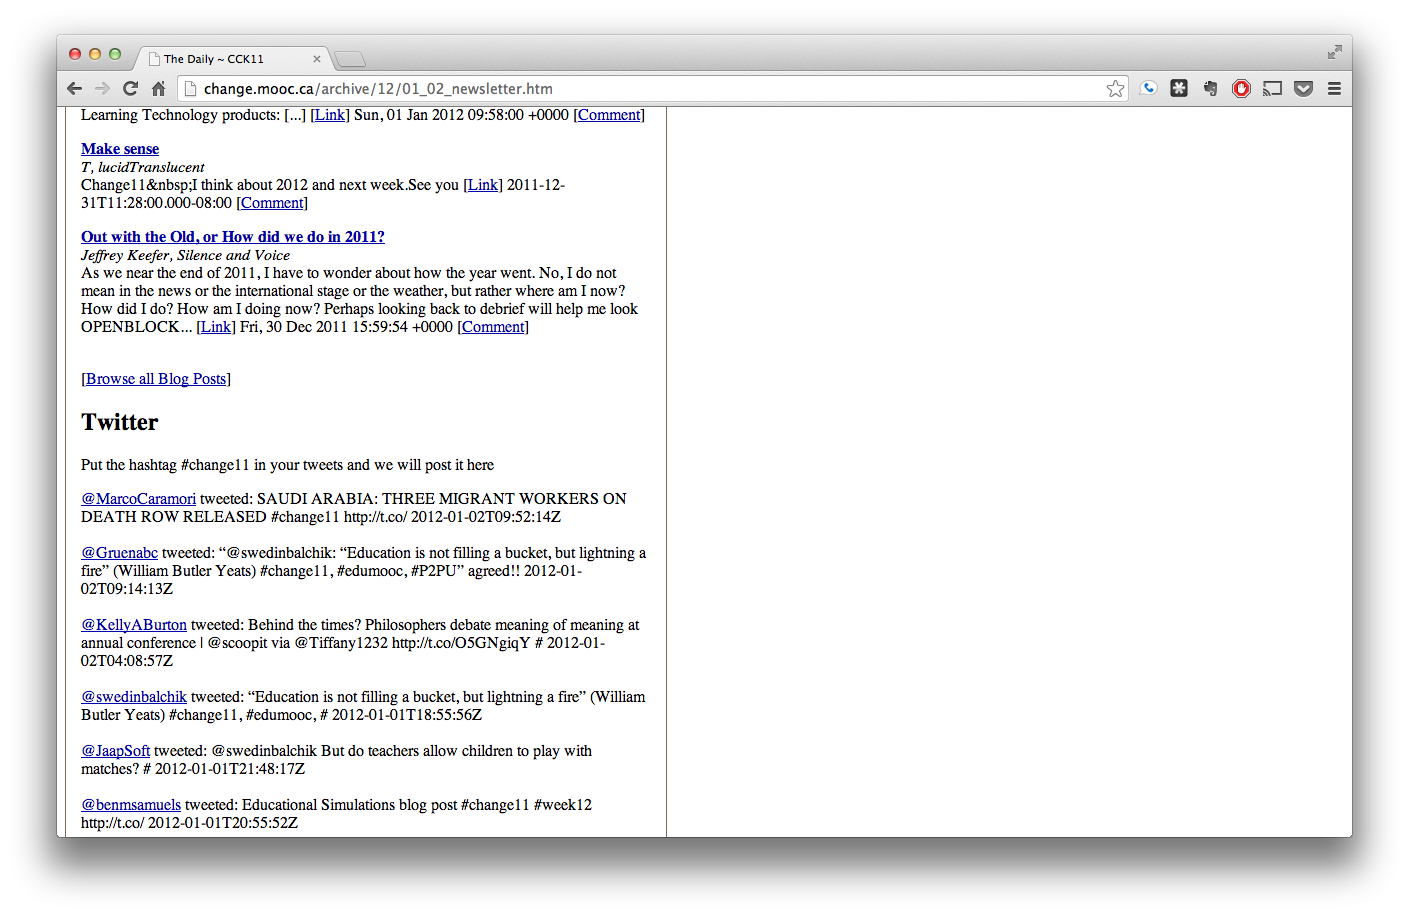 The Daily ~ CCK11
change.mooc.ca/archive/12/01_02_newsletter.htm
Learning Technology products: [...] [Link] Sun, 01 Jan 2012 09:58:00 +0000 [Comment]
Make sense
T, lucidTranslucent
Change11&nbsp;I think about 2012 and next week.See you [Link] 2011-12-
31T11:28:00.000-08:00 [Comment]
Out with the Old, or How did we do in 2011?
Jeffrey Keefer, Silence and Voice
As we near the end of 2011, I have to wonder about how the year went. No, I do not
mean in the news or the international stage or the weather, but rather where am I now?
How did I do? How am I doing now? Perhaps looking back to debrief will help me look
OPENBLOCK... [Link] Fri, 30 Dec 2011 15:59:54 +0000 [Comment]
[Browse all Blog Posts]
Twitter
Put the hashtag #change11 in your tweets and we will post it here
@MarcoCaramori tweeted: SAUDI ARABIA: THREE MIGRANT WORKERS ON
DEATH ROW RELEASED #change11 http://t.co/ 2012-01-02T09:52:14Z
@Gruenabc tweeted: “@swedinbalchik: “Education is not filling a bucket, but lightning a
fire” (William Butler Yeats) #change11, #edumooc, #P2PU” agreed!! 2012-01-
02T09:14:13Z
@KellyABurton tweeted: Behind the times? Philosophers debate meaning of meaning at
annual conference | @scoopit via @Tiffany1232 http://t.co/O5GNgiqY # 2012-01-
02T04:08:57Z
@swedinbalchik tweeted: “Education is not filling a bucket, but lightning a fire” (William
Butler Yeats) #change11, #edumooc, # 2012-01-01T18:55:56Z
@JaapSoft tweeted: @swedinbalchik But do teachers allow children to play with
matches? # 2012-01-01T21:48:17Z
@benmsamuels tweeted: Educational Simulations blog post #change11 #week12
http://t.co/ 2012-01-01T20:55:52Z